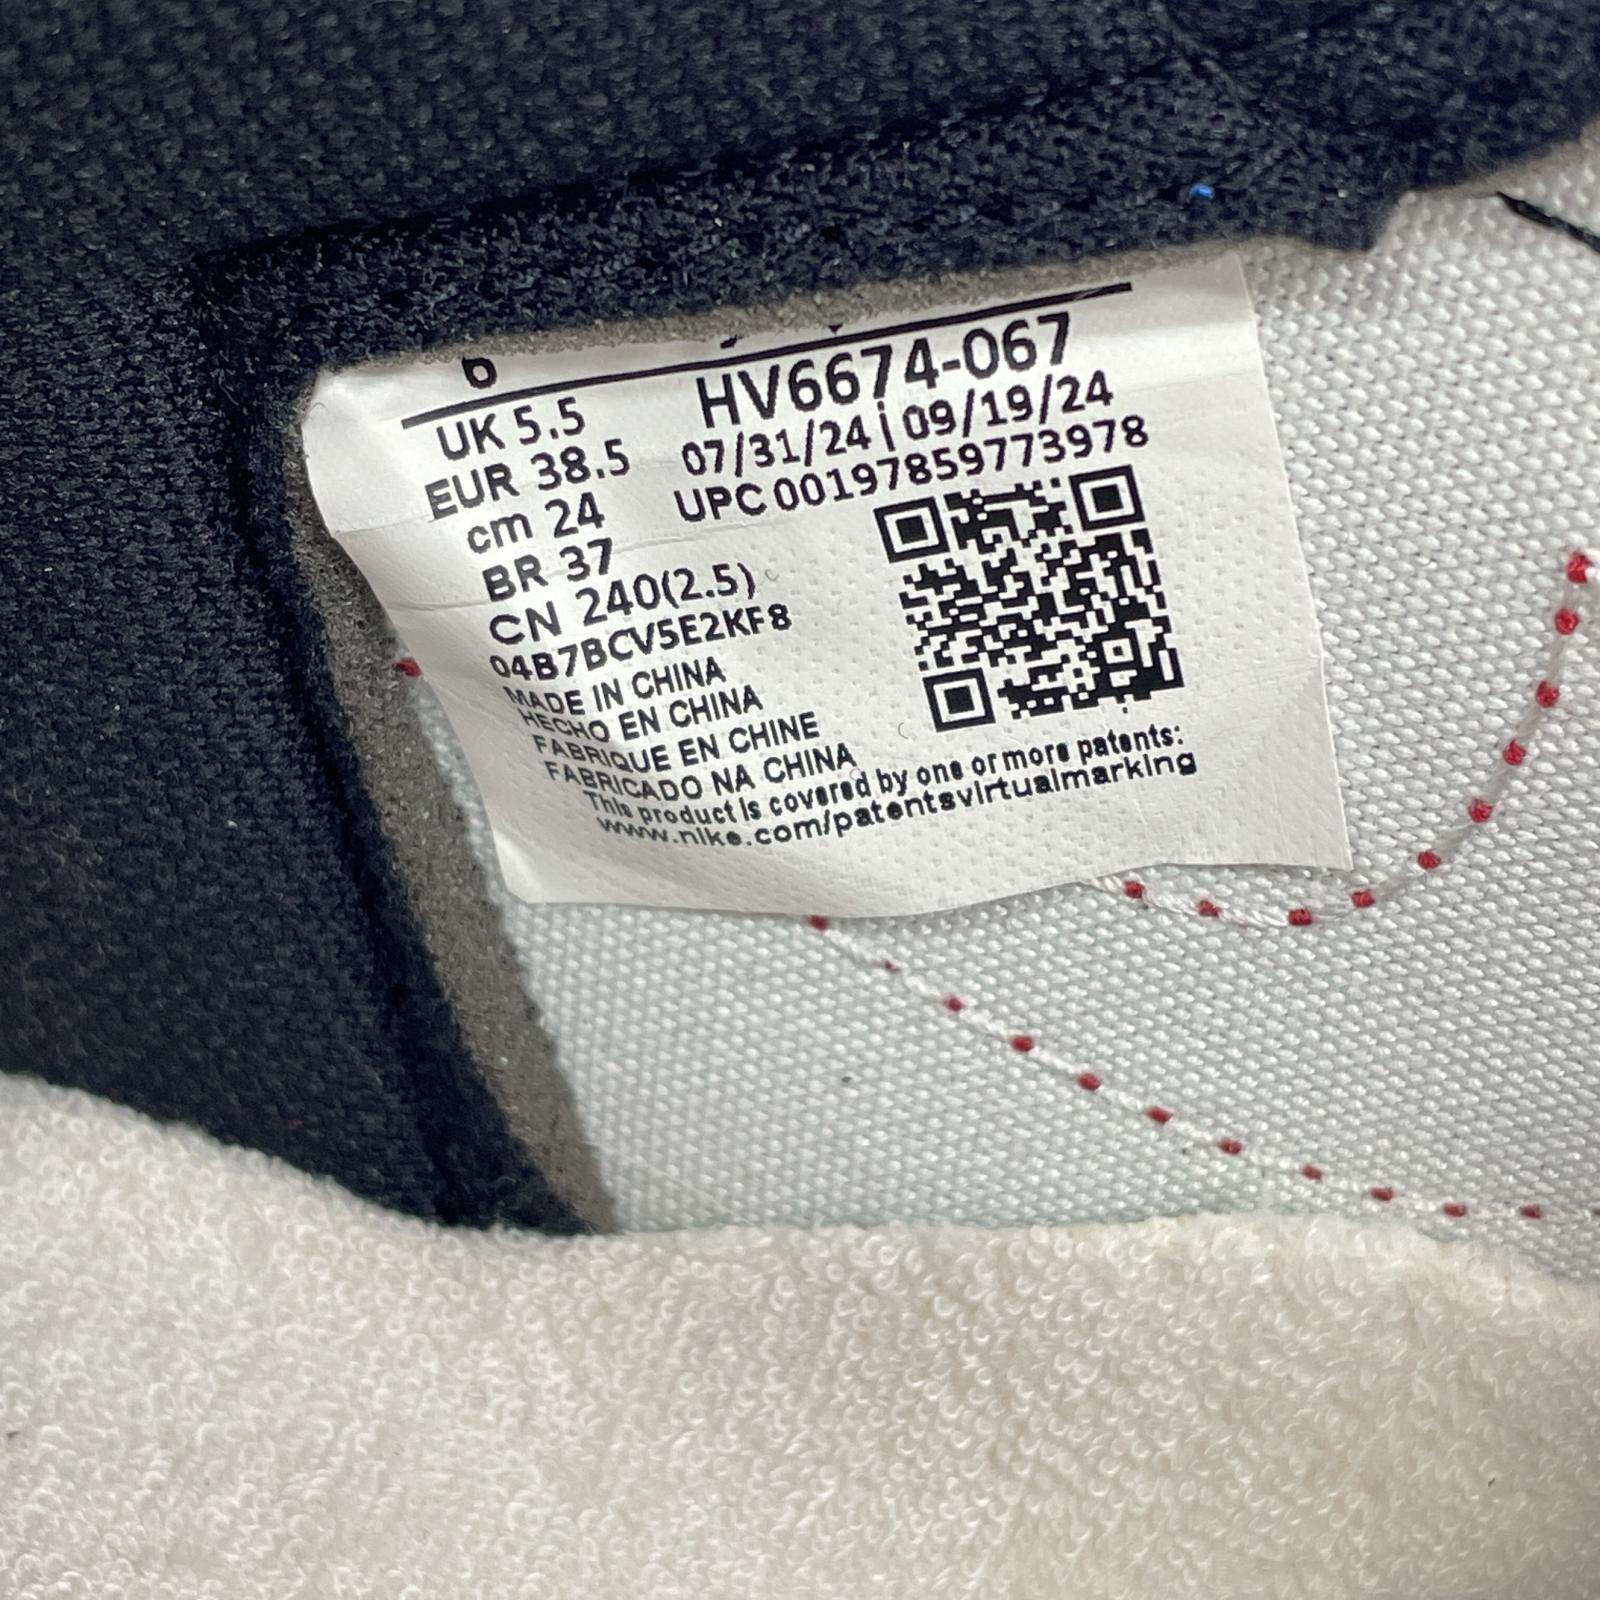 6
UK 5.5
EUR 38.5
cm 24
BR 37
CN 240(2.5)
04B7BCV5E2KF8
MADE IN CHINA
HECHO EN CHINA
FABRIQUE EN CHINE
FABRICADO NA CHINA
HV6674-067
07/31/24 | 09/19/24
UPC 00197859773978
This product is covered by one or more patents:
www.nike.com/patentsvirtualmarking